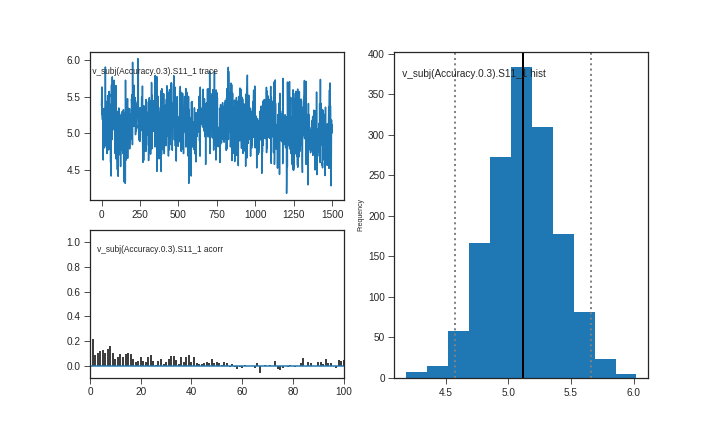 v_subj(Accuracy.0.3).S11_1 trace
6.0
5.5
5.0
4.5
0 250 500 750 1000 1250 1500
v_subj(Accuracy.0.3).S11_1 acorr
1.0
0.8
0.6
0.4
0.2
0.0
0 20 40 60 80 100
v_subj(Accuracy.0.3).S11_1 hist
Frequency
400
350
300
250
200
150
100
50
0
4.5 5.0 5.5 6.0